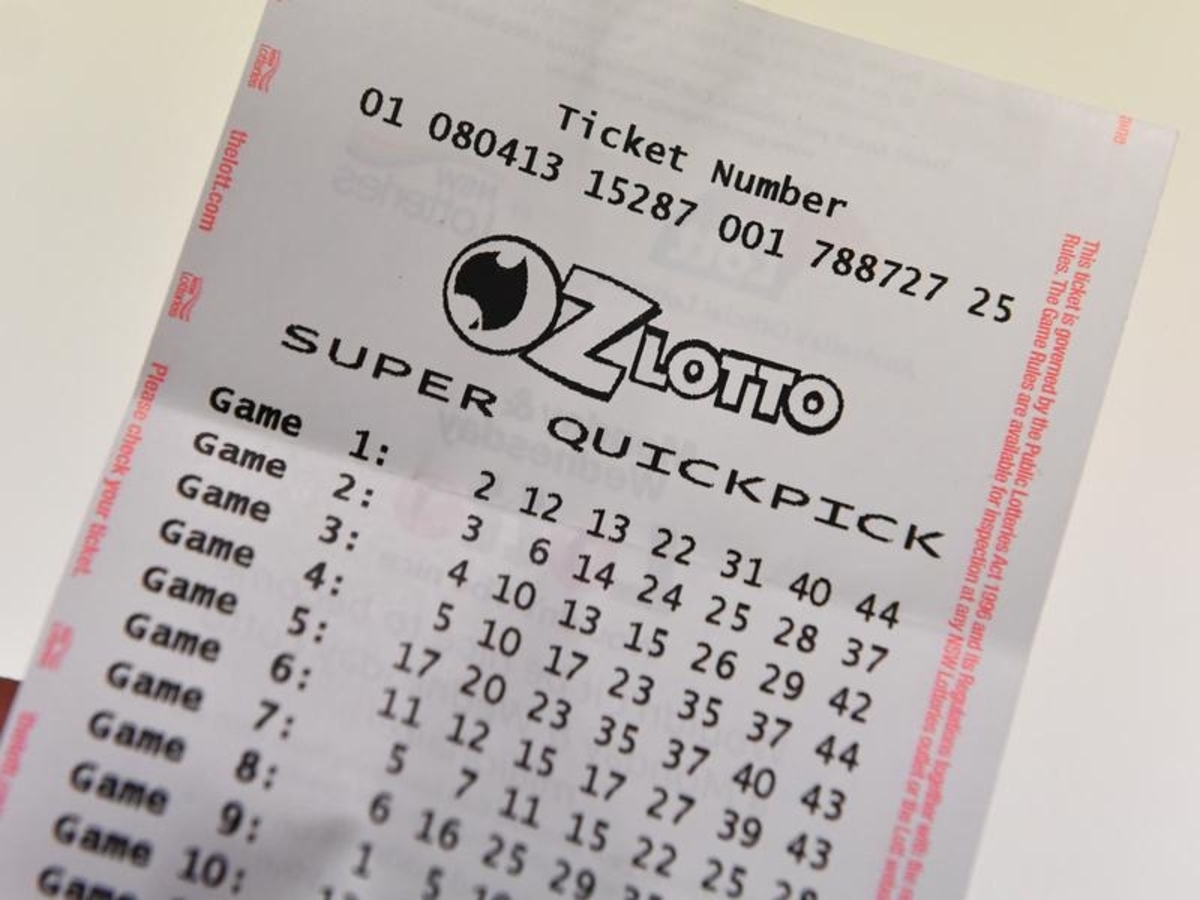 Ticket Number
01 080413 15287 001 788727 25
OZ LOTTO
SUPER QUICKPICK
Game 1: 2 12 13 22 31 40 44
Game 2: 3 6 14 24 25 28 37
Game 3: 4 10 13 15 26 29 42
Game 4: 5 10 17 23 35 37 44
Game 5: 17 20 23 35 37 40 43
Game 6: 11 12 15 17 27 39 43
Game 7: 5 7 11 15 22 25
Game 8: 6 16 25 29
Game 9: 1 5
Game 10:
Game
thelott.com
Please check your ticket.
This ticket is governed by the Public Lotteries Act 1996 and its Regulations together with the
Rules. The Game Rules are available for inspection at any NSW Lotteries outlet or the Lott